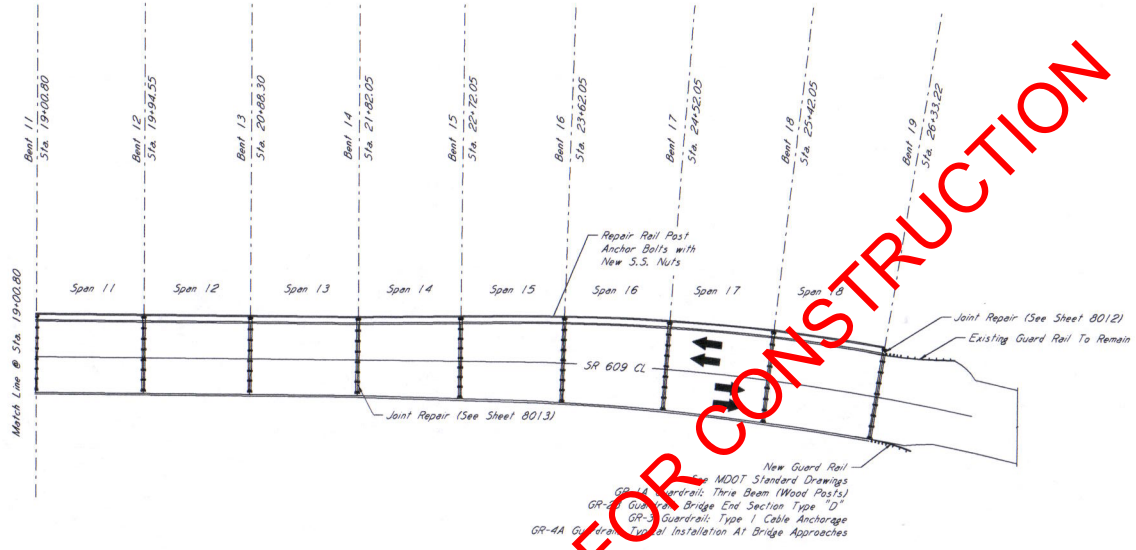 Bent 11
Sta. 19+00.80
Bent 12
Sta. 19+94.55
Bent 13
Sta. 20+88.30
Bent 14
Sta. 21+82.05
Bent 15
Sta. 22+72.05
Bent 16
Sta. 23+62.05
Bent 17
Sta. 24+52.05
Bent 18
Sta. 25+42.05
Bent 19
Sta. 26+33.22
Match Line @ Sta. 19+00.80
Repair Rail Post
Anchor Bolts with
New S.S. Nuts
Span 11
Span 12
Span 13
Span 14
Span 15
Span 16
Span 17
Span 18
Joint Repair (See Sheet 8012)
Existing Guard Rail To Remain
SR 609 CL
Joint Repair (See Sheet 8013)
New Guard Rail
See MDOT Standard Drawings
GR-1A Guardrail: Thrie Beam (Wood Posts)
Guardrail: Bridge End Section Type "D"
GR-3 Guardrail: Type I Cable Anchorage
GR-4A Guardrail: Typical Installation At Bridge Approaches
FOR CONSTRUCTION